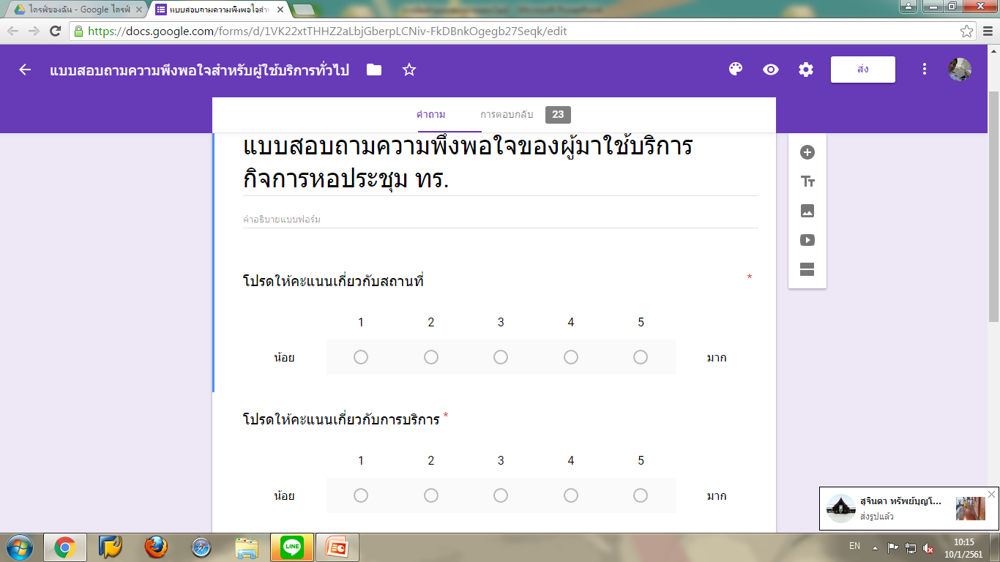 ไดรฟ์ของฉัน - Google ไดรฟ์
แบบสอบถามความพึงพอใจสำห
https://docs.google.com/forms/d/1VK22xtTHHZ2aLbjGberpLCNiv-FkDBnkOgegb27Seqk/edit
แบบสอบถามความพึงพอใจสำหรับผู้ใช้บริการทั่วไป
ส่ง
คำถาม
การตอบกลับ 23
แบบสอบถามความพึงพอใจของผู้มาใช้บริการ
กิจการหอประชุม ทร.
คำอธิบายแบบฟอร์ม
โปรดให้คะแนนเกี่ยวกับสถานที่ *
1 2 3 4 5
น้อย มาก
โปรดให้คะแนนเกี่ยวกับการบริการ *
1 2 3 4 5
น้อย มาก
สุจินดา ทรัพย์บุญโ...
ส่งรูปแล้ว
LINE
EN
10:15
10/1/2561